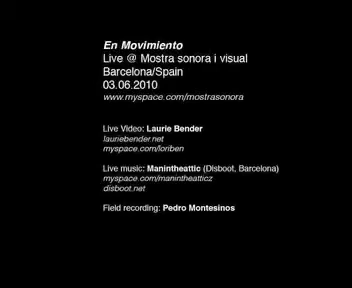 En Movimiento
Live @ Mostra sonora i visual
Barcelona/Spain
03.06.2010
www.myspace.com/mostrasonora
Live Video: Laurie Bender
lauriebender.net
myspace.com/loriben
Live music: Manintheattic (Disboot, Barcelona)
myspace.com/manintheatticz
disboot.net
Field recording: Pedro Montesinos